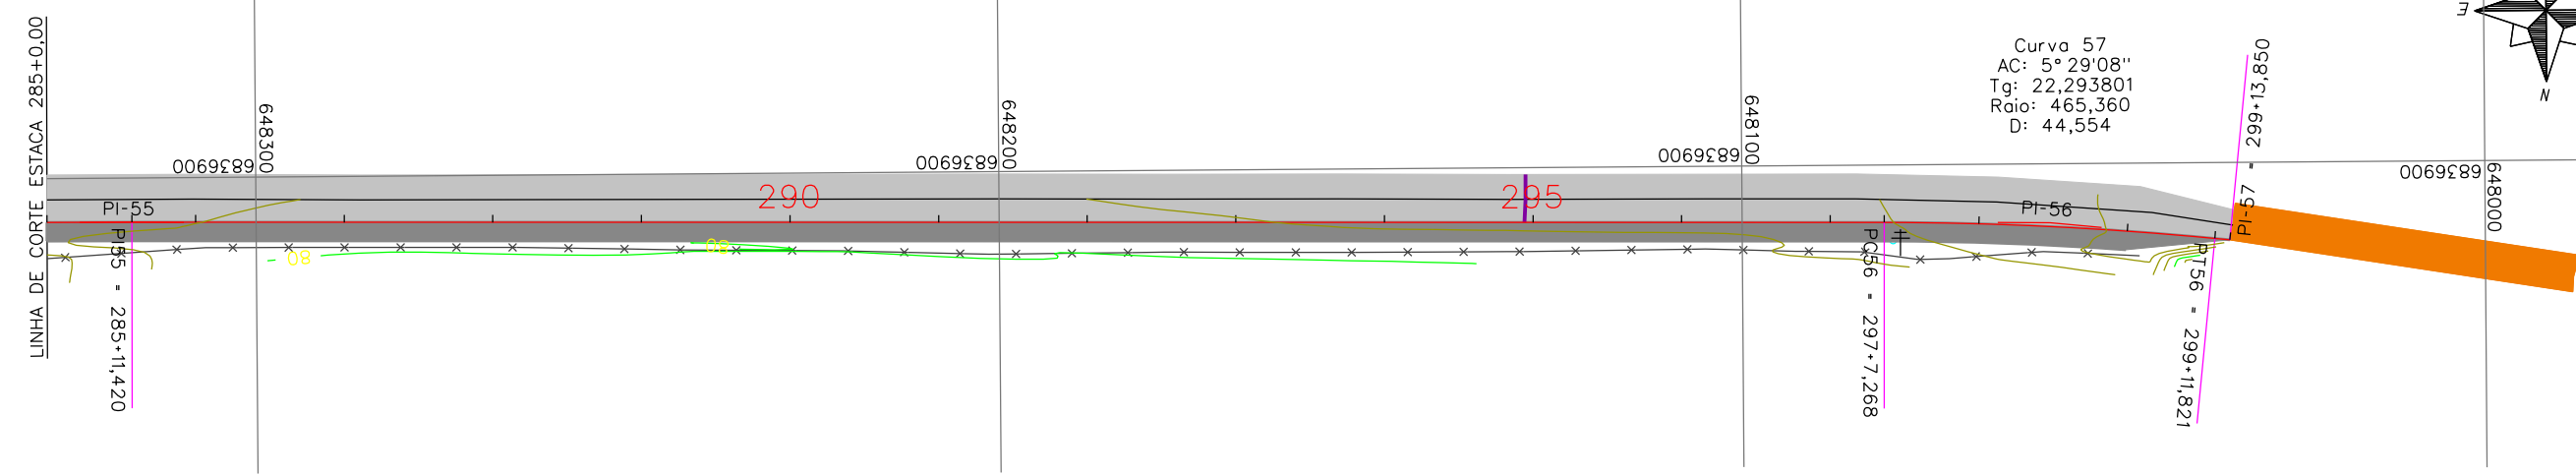 LINHA DE CORTE ESTACA 285+0,00
PI-55
PI55 = 285+11,420
6836900
648300
80
80
290
6836900
648200
295
6836900
648100
Curva 57
AC: 5°29'08"
Tg: 22,293801
Raio: 465,360
D: 44,554
PI-56
PC56 = 297+7,268
PT56 = 299+11,821
PI-57 = 299+13,850
6836900
648000
E
N